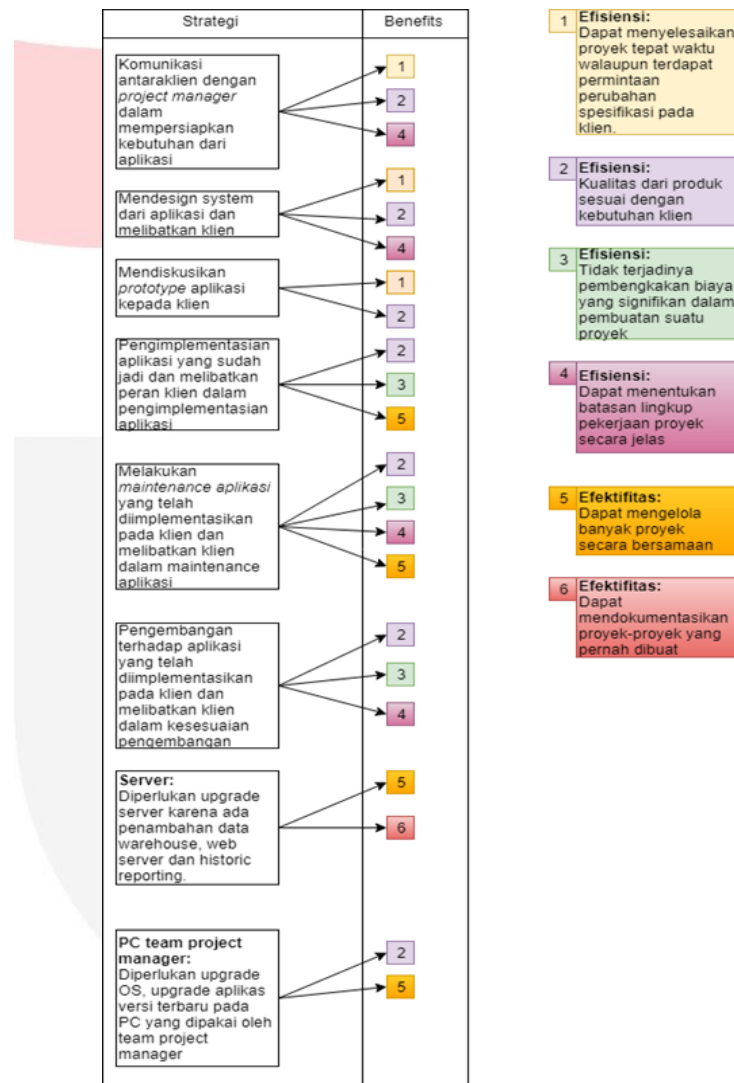 Strategi
Benefits
Komunikasi
antaraklien dengan
project manager
dalam
mempersiapkan
kebutuhan dari
aplikasi
1
2
4
Mendesign system
dari aplikasi dan
melibatkan klien
1
2
4
Mendiskusikan
prototype aplikasi
kepada klien
1
2
Pengimplementasian
aplikasi yang sudah
jadi dan melibatkan
peran klien dalam
pengimplementasian
aplikasi
2
3
5
Melakukan
maintenance aplikasi
yang telah
diimplementasikan
pada klien dan
melibatkan klien
dalam maintenance
aplikasi
2
3
4
5
Pengembangan
terhadap aplikasi
yang telah
diimplementasikan
pada klien dan
melibatkan klien
dalam kesesuaian
pengembangan
2
3
4
Server:
Diperlukan upgrade
server karena ada
penambahan data
warehouse, web
server dan historic
reporting.
5
6
PC team project
manager:
Diperlukan upgrade
OS, upgrade aplikas
versi terbaru pada
PC yang dipakai oleh
team project
manager
2
5
1 Efisiensi:
Dapat menyelesaikan
proyek tepat waktu
walaupun terdapat
permintaan
perubahan
spesifikasi pada
klien.
2 Efisiensi:
Kualitas dari produk
sesuai dengan
kebutuhan klien
3 Efisiensi:
Tidak terjadinya
pembengkakan biaya
yang signifikan dalam
pembuatan suatu
proyek
4 Efisiensi:
Dapat menentukan
batasan lingkup
pekerjaan proyek
secara jelas
5 Efektifitas:
Dapat mengelola
banyak proyek
secara bersamaan
6 Efektifitas:
Dapat
mendokumentasikan
proyek-proyek yang
pernah dibuat